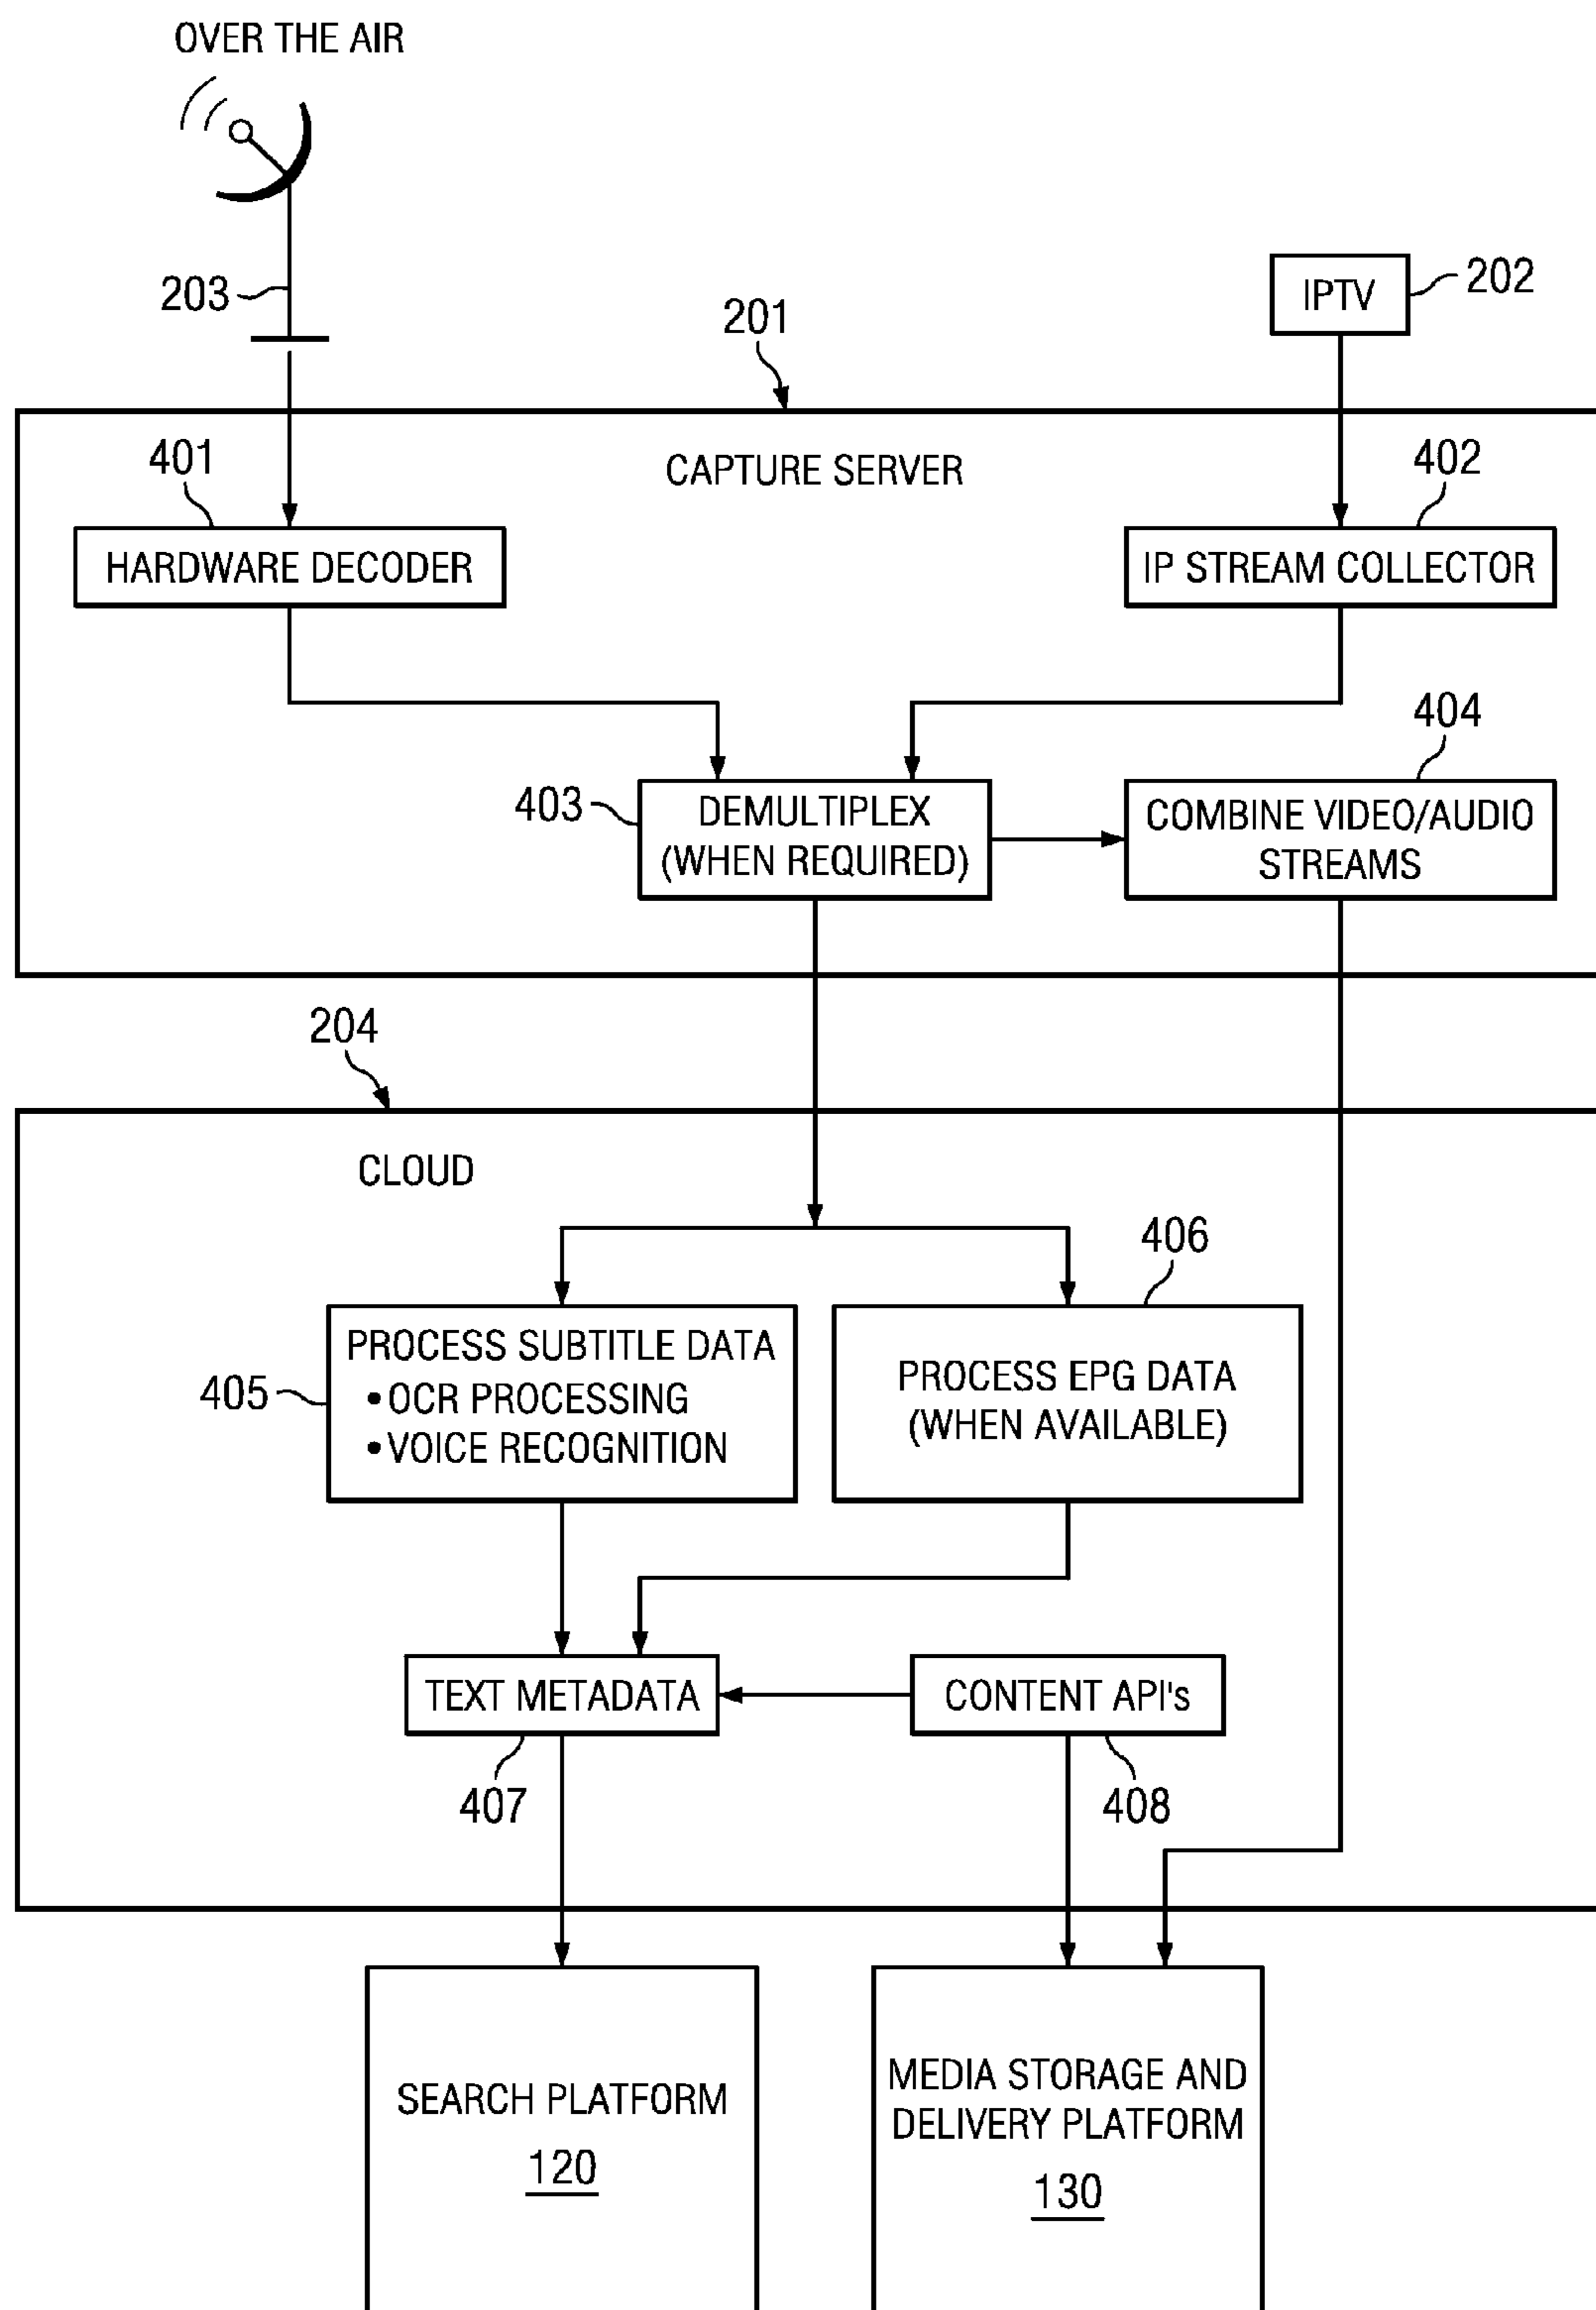 OVER THE AIR
203
IPTV
202
201
CAPTURE SERVER
401
402
HARDWARE DECODER
IP STREAM COLLECTOR
404
403
DEMULTIPLEX
(WHEN REQUIRED)
COMBINE VIDEO/AUDIO
STREAMS
204
CLOUD
406
405
PROCESS SUBTITLE DATA
• OCR PROCESSING
• VOICE RECOGNITION
PROCESS EPG DATA
(WHEN AVAILABLE)
TEXT METADATA
CONTENT API's
407
408
SEARCH PLATFORM
120
MEDIA STORAGE AND
DELIVERY PLATFORM
130